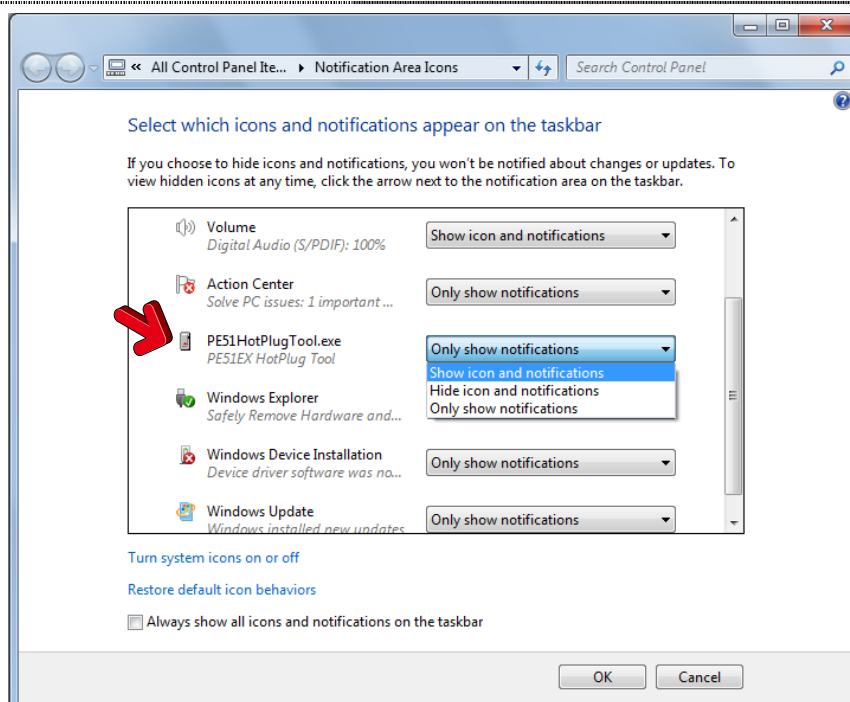 « All Control Panel Ite... Notification Area Icons Search Control Panel
Select which icons and notifications appear on the taskbar
If you choose to hide icons and notifications, you won't be notified about changes or updates. To
view hidden icons at any time, click the arrow next to the notification area on the taskbar.
Volume
Digital Audio (S/PDIF): 100%
Show icon and notifications
Action Center
Solve PC issues: 1 important ...
Only show notifications
PE51HotPlugTool.exe
PE51EX HotPlug Tool
Only show notifications
Show icon and notifications
Hide icon and notifications
Only show notifications
Windows Explorer
Safely Remove Hardware and...
Windows Device Installation
Device driver software was no...
Only show notifications
Windows Update
Windows installed new updates
Only show notifications
Turn system icons on or off
Restore default icon behaviors
Always show all icons and notifications on the taskbar
OK Cancel